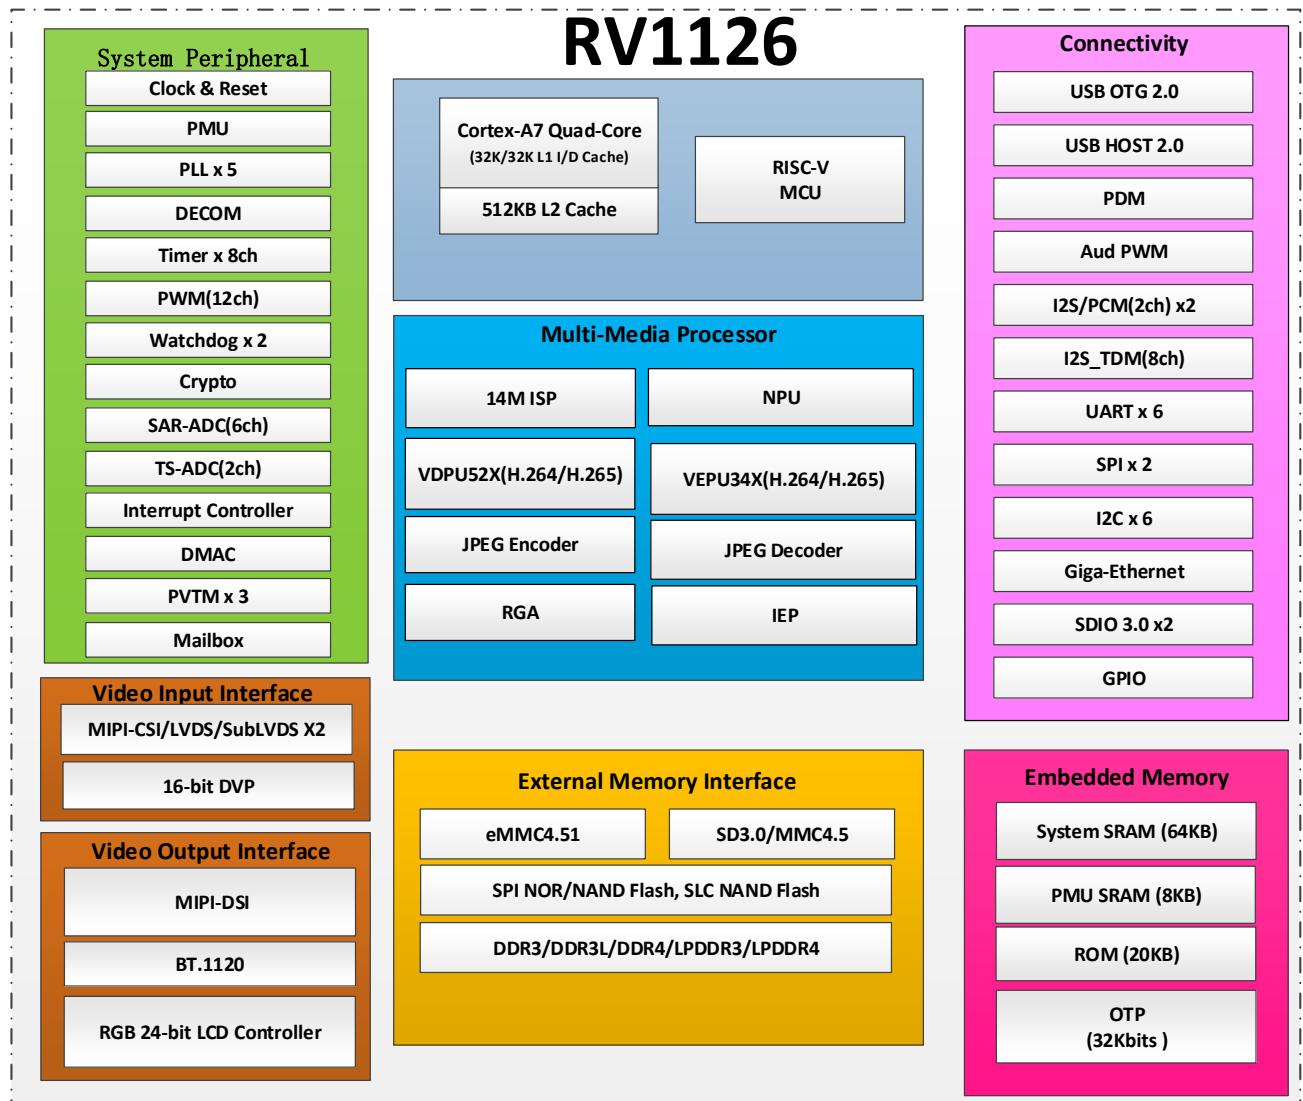 RV1126
System Peripheral
Clock & Reset
PMU
PLL x 5
DECOM
Timer x 8ch
PWM(12ch)
Watchdog x 2
Crypto
SAR-ADC(6ch)
TS-ADC(2ch)
Interrupt Controller
DMAC
PVTM x 3
Mailbox
Video Input Interface
MIPI-CSI/LVDS/SubLVDS X2
16-bit DVP
Video Output Interface
MIPI-DSI
BT.1120
RGB 24-bit LCD Controller
Cortex-A7 Quad-Core
(32K/32K L1 I/D Cache)
512KB L2 Cache
RISC-V
MCU
Multi-Media Processor
14M ISP
NPU
VDPU52X(H.264/H.265)
VEPU34X(H.264/H.265)
JPEG Encoder
JPEG Decoder
RGA
IEP
External Memory Interface
eMMC4.51
SD3.0/MMC4.5
SPI NOR/NAND Flash, SLC NAND Flash
DDR3/DDR3L/DDR4/LPDDR3/LPDDR4
Connectivity
USB OTG 2.0
USB HOST 2.0
PDM
Aud PWM
I2S/PCM(2ch) x2
I2S_TDM(8ch)
UART x 6
SPI x 2
I2C x 6
Giga-Ethernet
SDIO 3.0 x2
GPIO
Embedded Memory
System SRAM (64KB)
PMU SRAM (8KB)
ROM (20KB)
OTP
(32Kbits )